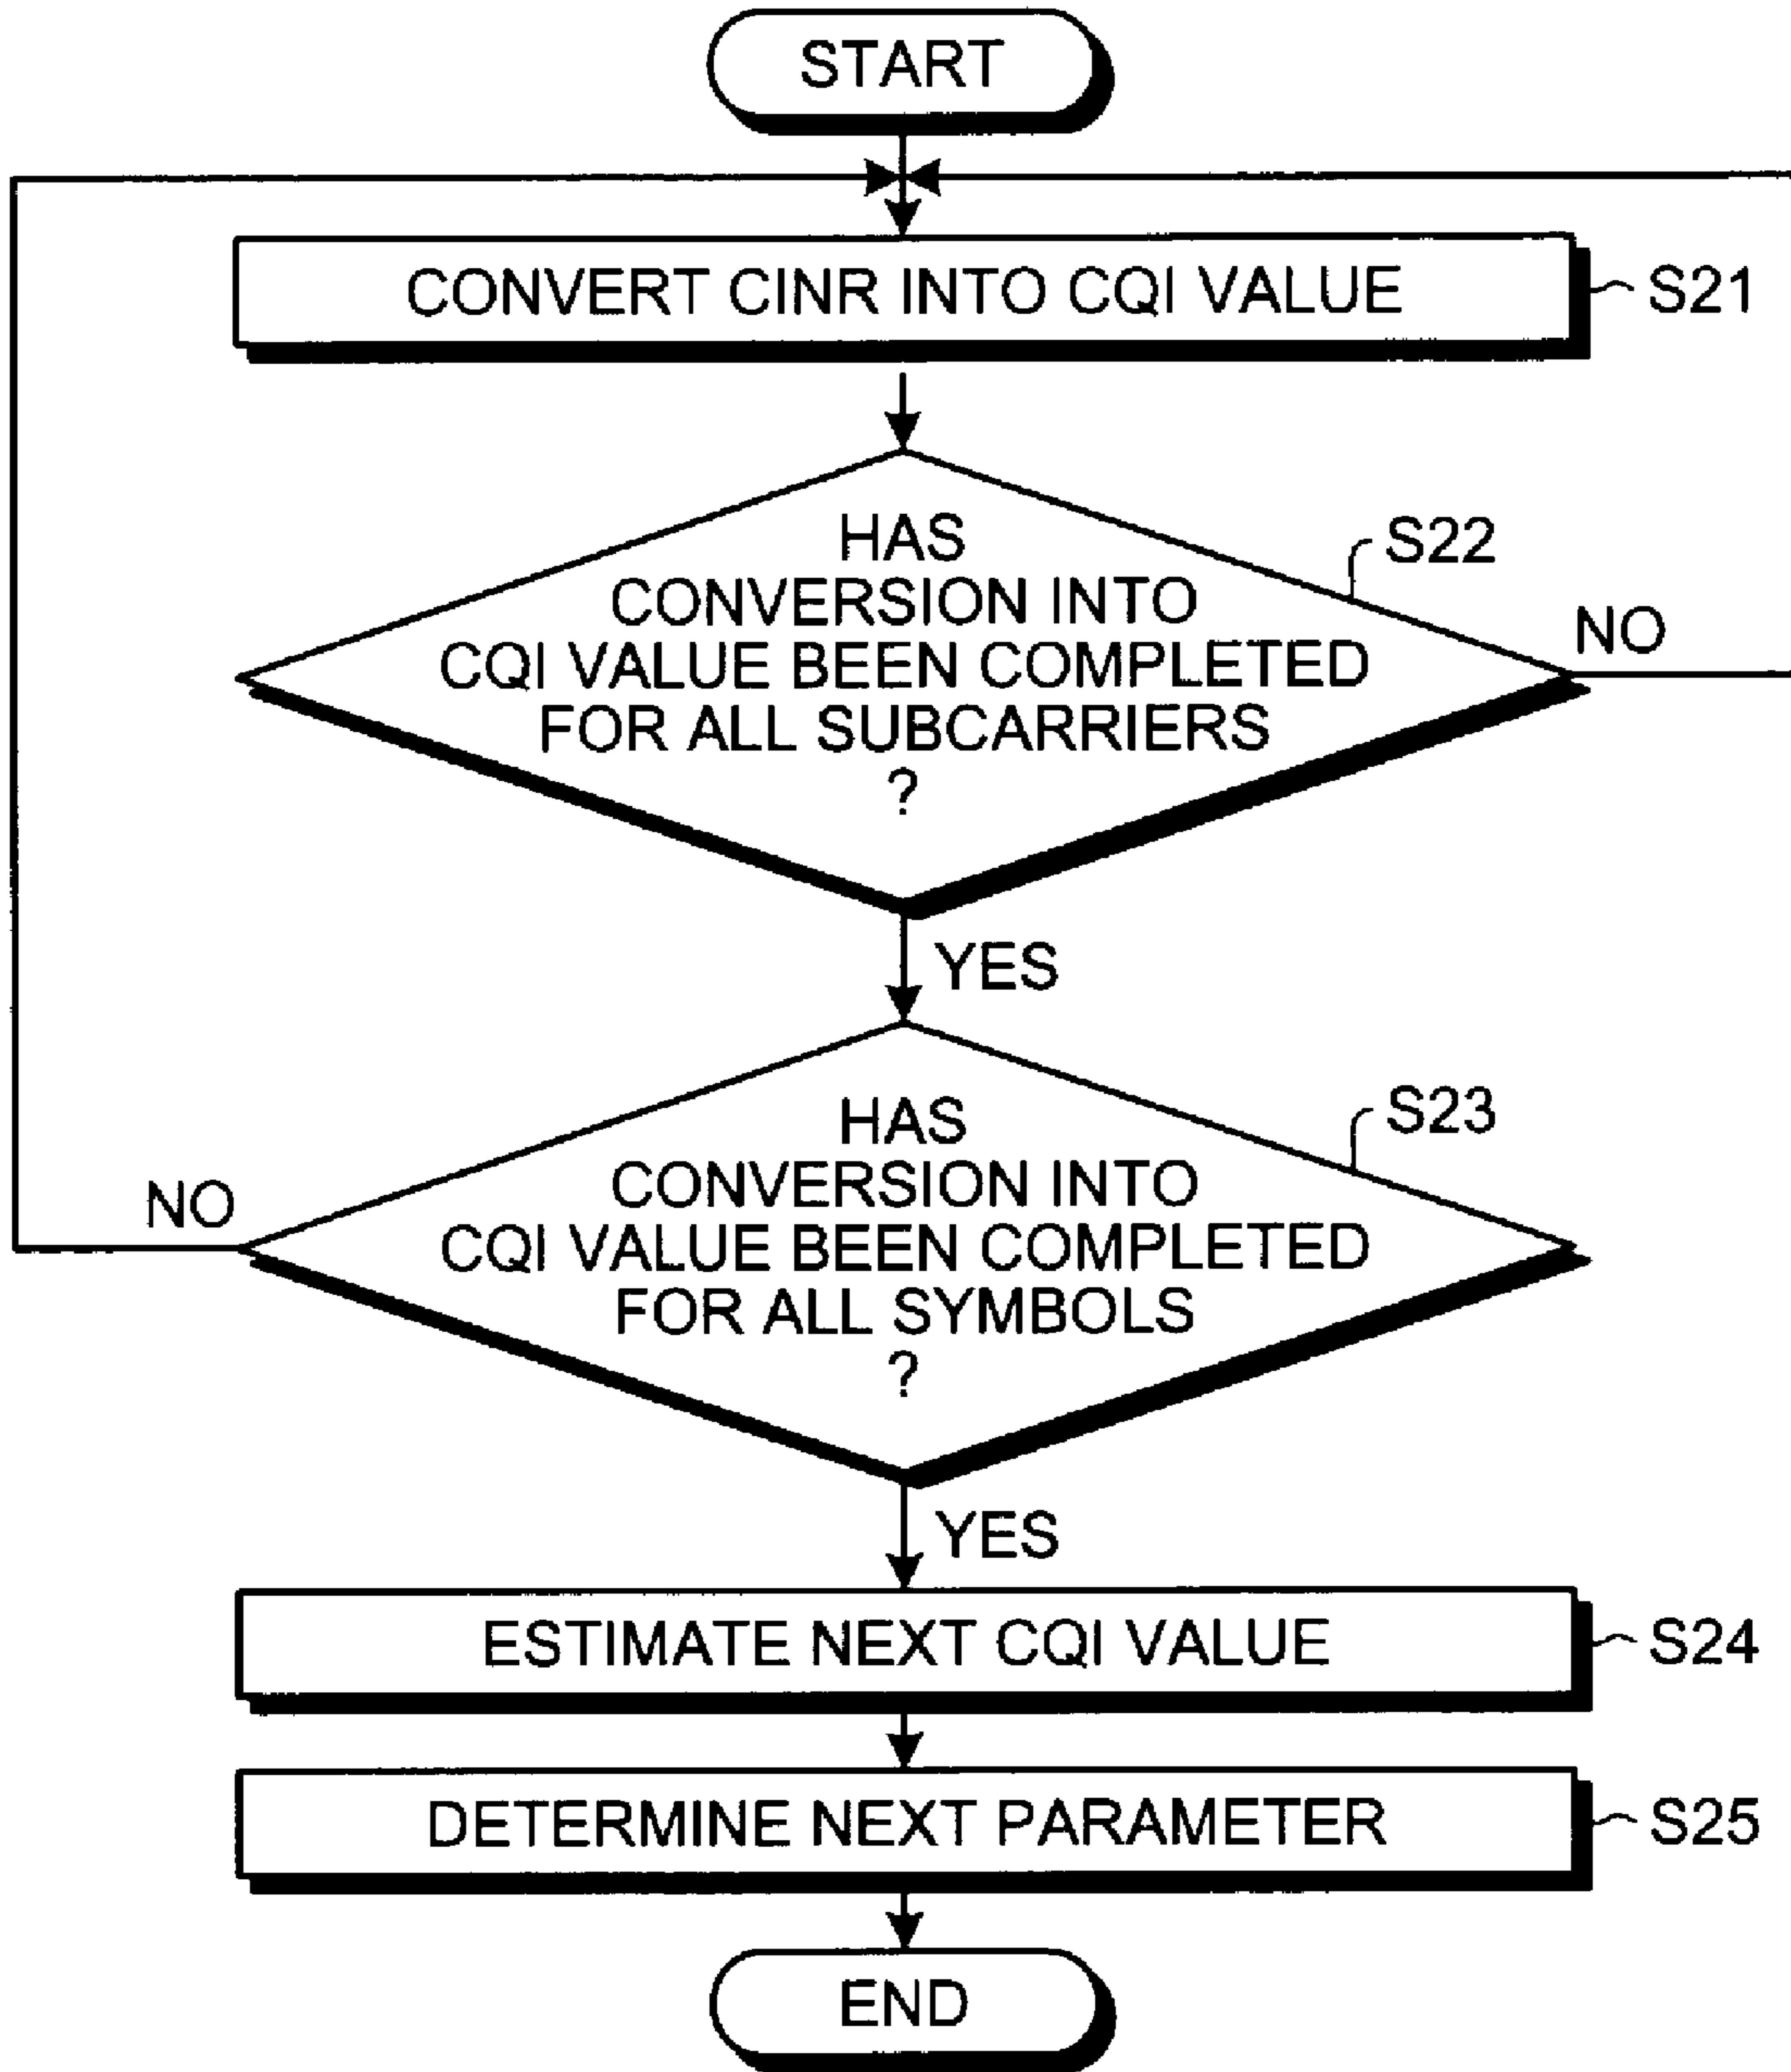 START
CONVERT CINR INTO CQI VALUE
S21
HAS
CONVERSION INTO
CQI VALUE BEEN COMPLETED
FOR ALL SUBCARRIERS
?
S22
NO
YES
HAS
CONVERSION INTO
CQI VALUE BEEN COMPLETED
FOR ALL SYMBOLS
?
S23
NO
YES
ESTIMATE NEXT CQI VALUE
S24
DETERMINE NEXT PARAMETER
S25
END